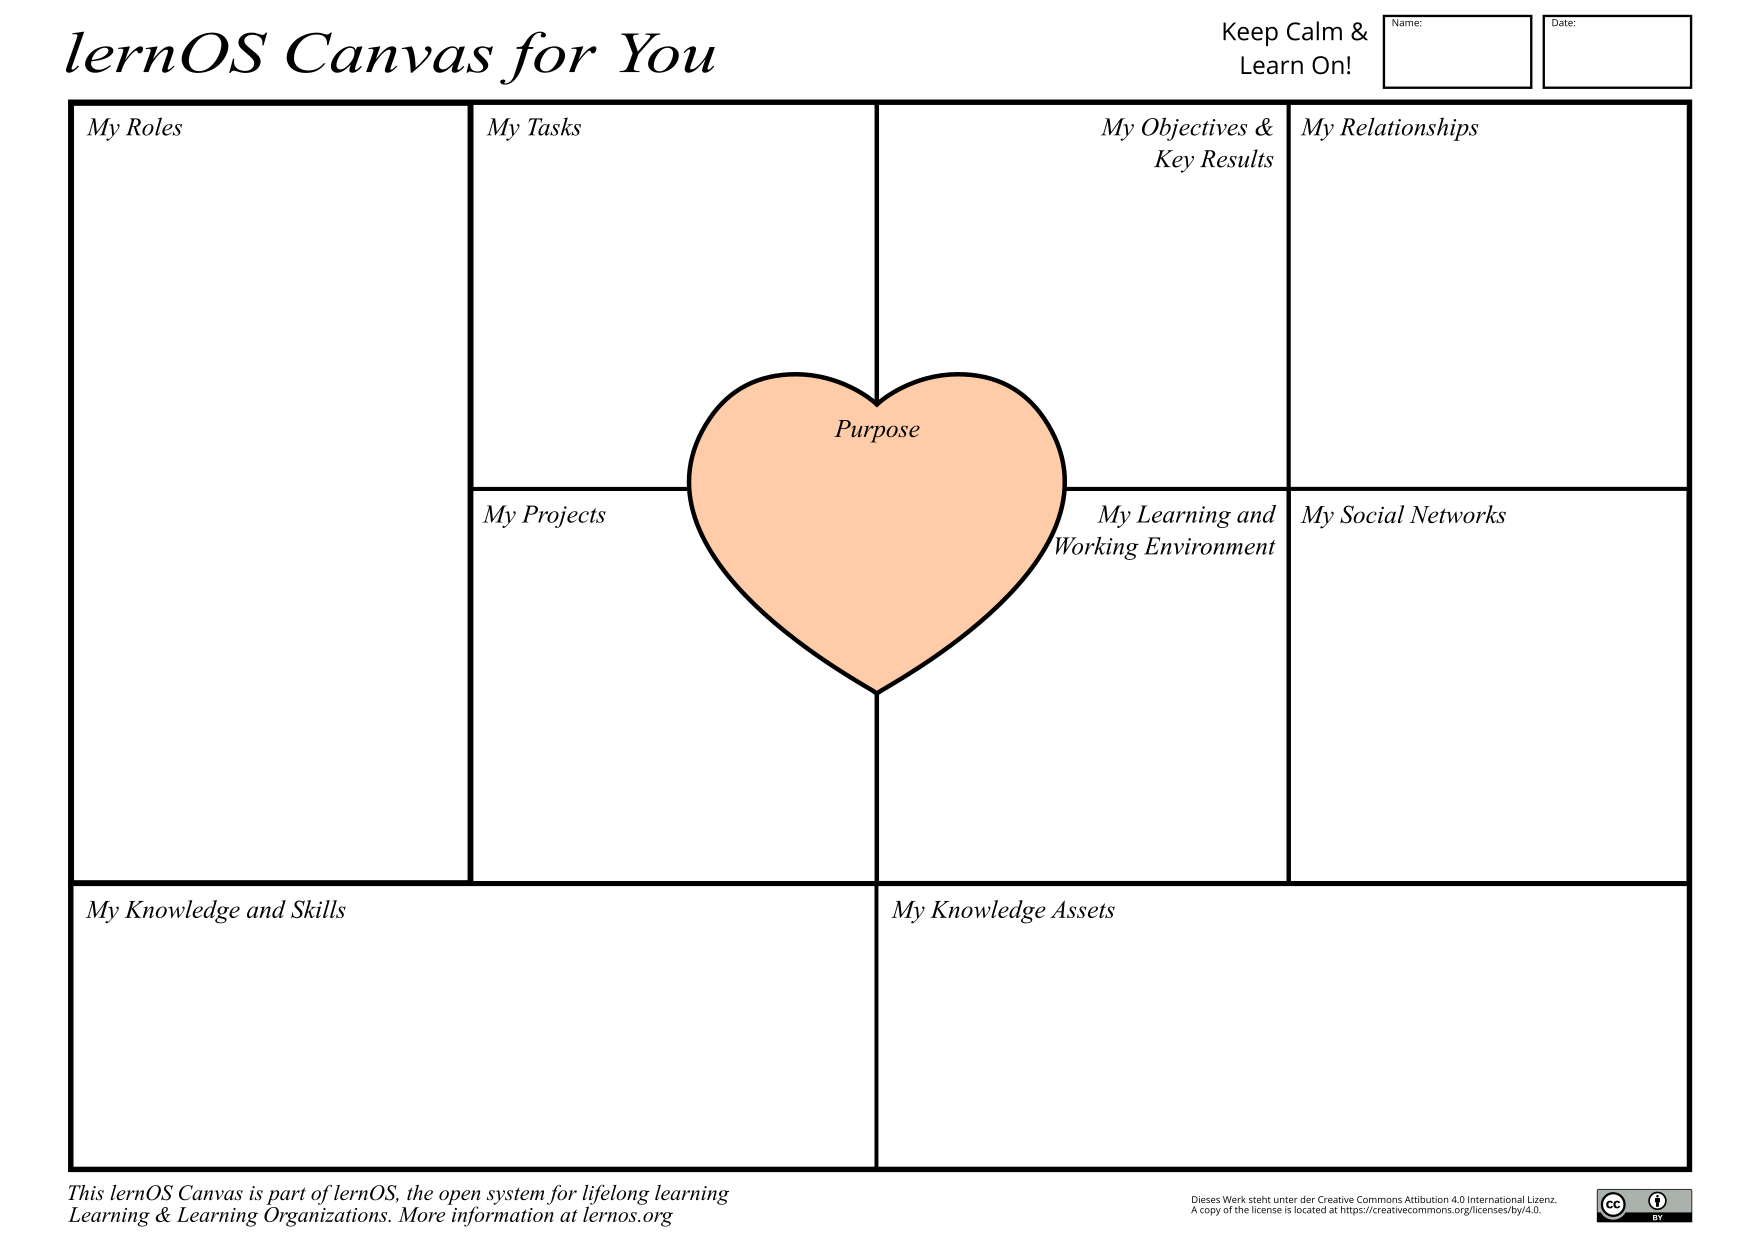 lernOS Canvas for You
Keep Calm &
Learn On!
Name:
Date:
My Roles
My Tasks
My Objectives &
Key Results
My Relationships
Purpose
My Projects
My Learning and
Working Environment
My Social Networks
My Knowledge and Skills
My Knowledge Assets
This lernOS Canvas is part of lernOS, the open system for lifelong learning
Learning & Learning Organizations. More information at lernos.org
Dieses Werk steht unter der Creative Commons Attibution 4.0 International Lizenz.
A copy of the license is located at https://creativecommons.org/licenses/by/4.0.
cc
BY